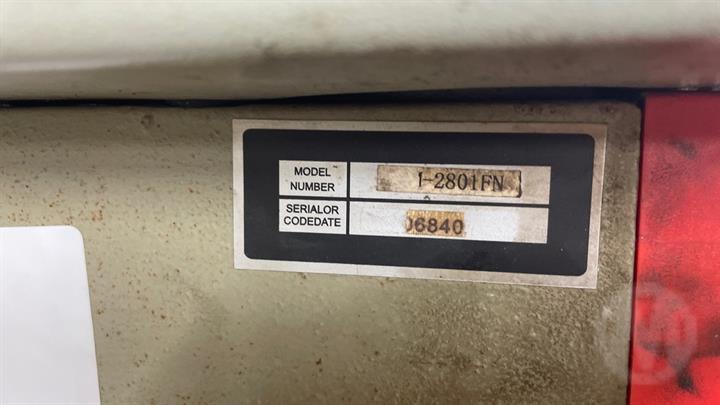 MODEL
NUMBER
-2801FN
SERIALOR
CODEDATE
06840